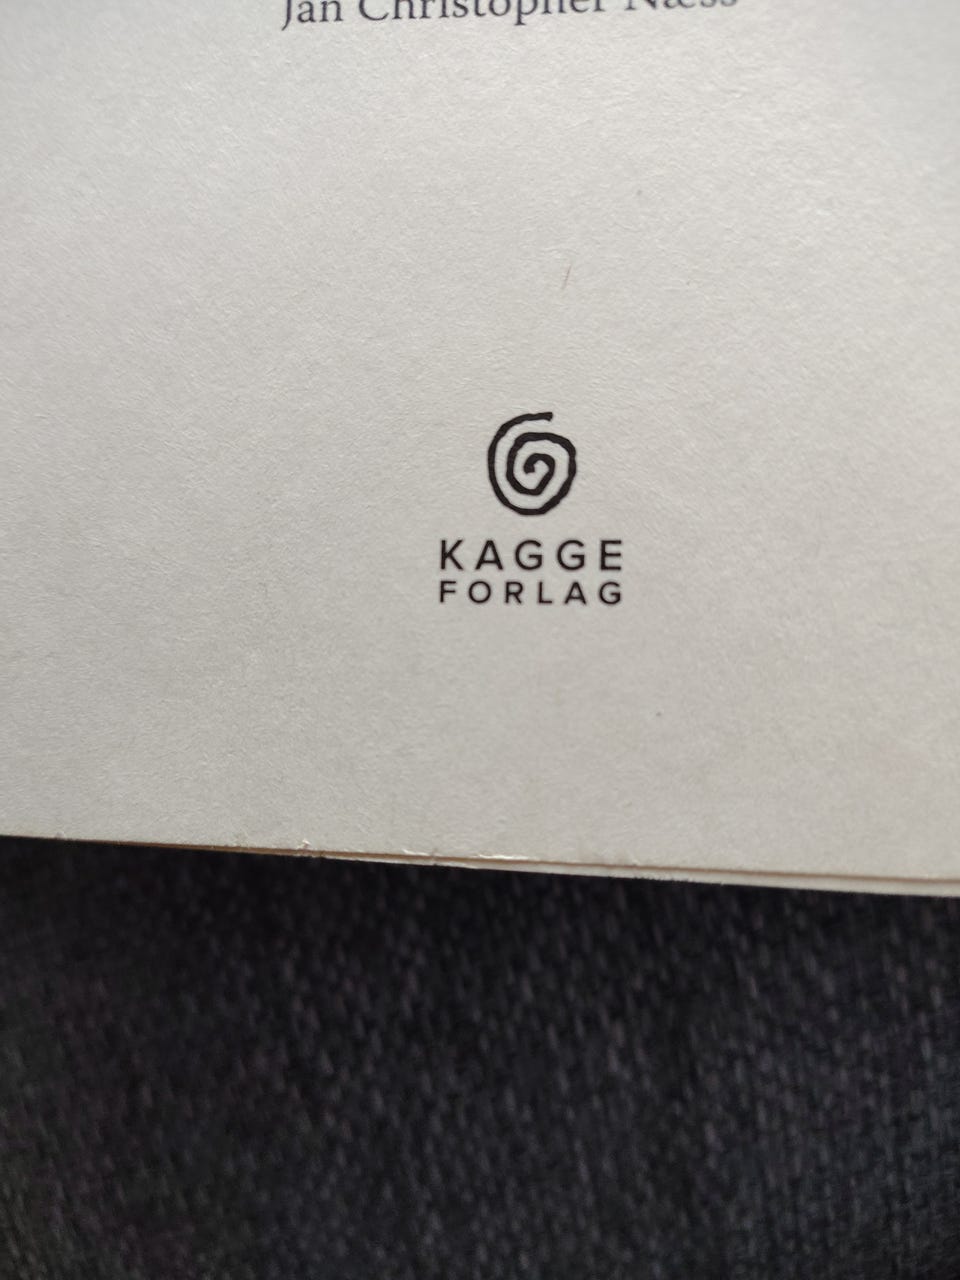 Jan Christopher Næss
KAGGE
FORLAG